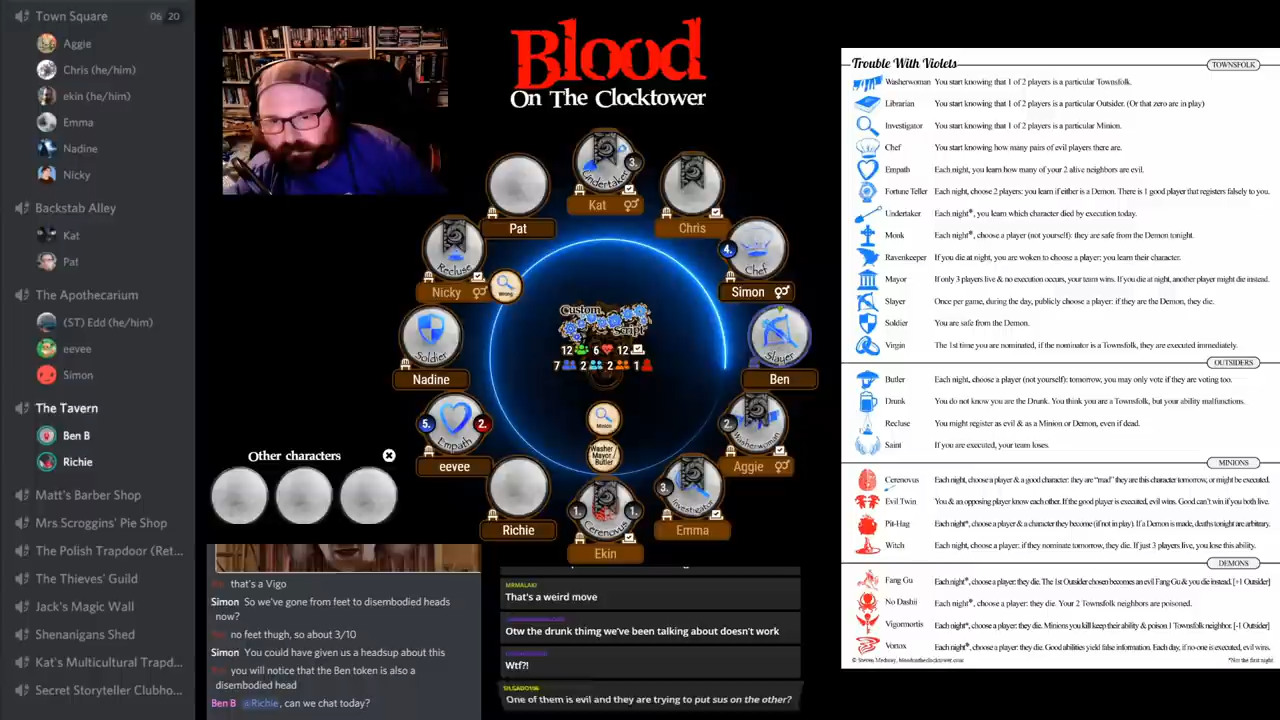 Town Square
06 20
Aggie
Chris (he/him)
ekin (he/him)
Emma
Nadine
Nicky
Backstab Alley
Kat
Pat
The Apothecarium
(ST) Edd (he/him)
eevee
Simon
The Tavern
Ben B
Richie
Matt's Barber Shop
Mrs Scroggins' Pie Shop
The Polish Trapdoor (Ret...
The Thieves' Guild
Jack's Magic Wall
Shenanigans Shed
Kat's Multicultural Trapd...
Secret Storyteller Clubho...
Blood
On The Clocktower
Undertaker
3.
Kat
Pat
Chris
Recluse
Nicky
Wrong
4.
Chef
Simon
Soldier
Nadine
Slayer
Ben
Custom
Script
12 6 12
7 2 2 1
5.
Empath
2.
eevee
2.
Washerwoman
Aggie
Minion
Washer/
Mayor /
Butler
Richie
1.
Cerenovus
1.
Ekin
3.
Investigator
Emma
Other characters
that's a Vigo
Simon So we've gone from feet to disembodied heads
now?
no feet thugh, so about 3/10
Simon You could have given us a headsup about this
you will notice that the Ben token is also a
disembodied head
Ben B @Richie, can we chat today?
MRMALAKI
That's a weird move
Otw the drunk thimg we've been talking about doesn't work
Wtf?!
One of them is evil and they are trying to put sus on the other?
Trouble With Violets
TOWNSFOLK
Washerwoman You start knowing that 1 of 2 players is a particular Townsfolk.
Librarian You start knowing that 1 of 2 players is a particular Outsider. (Or that zero are in play)
Investigator You start knowing that 1 of 2 players is a particular Minion.
Chef You start knowing how many pairs of evil players there are.
Empath Each night, you learn how many of your 2 alive neighbors are evil.
Fortune Teller Each night, choose 2 players: you learn if either is a Demon. There is 1 good player that registers falsely to you.
Undertaker Each night*, you learn which character died by execution today.
Monk Each night*, choose a player (not yourself): they are safe from the Demon tonight.
Ravenkeeper If you die at night, you are woken to choose a player: you learn their character.
Mayor If only 3 players live & no execution occurs, your team wins. If you die at night, another player might die instead.
Slayer Once per game, during the day, publicly choose a player: if they are the Demon, they die.
Soldier You are safe from the Demon.
Virgin The 1st time you are nominated, if the nominator is a Townsfolk, they are executed immediately.
OUTSIDERS
Butler Each night, choose a player (not yourself): tomorrow, you may only vote if they are voting too.
Drunk You do not know you are the Drunk. You think you are a Townsfolk, but your ability malfunctions.
Recluse You might register as evil & as a Minion or Demon, even if dead.
Saint If you are executed, your team loses.
MINIONS
Cerenovus Each night, choose a player & a good character: they are "mad" they are this character tomorrow, or might be executed.
Evil Twin You & an opposing player know each other. If the good player is executed, evil wins. Good can't win if you both live.
Pit-Hag Each night*, choose a player & a character they become (if not in play). If a Demon is made, deaths tonight are arbitrary.
Witch Each night, choose a player: if they nominate tomorrow, they die. If just 3 players live, you lose this ability.
DEMONS
Fang Gu Each night*, choose a player: they die. The 1st Outsider chosen becomes an evil Fang Gu & you die instead. [+1 Outsider]
No Dashii Each night*, choose a player: they die. Your 2 Townsfolk neighbors are poisoned.
Vigormortis Each night*, choose a player: they die. Minions you kill keep their ability & poison 1 Townsfolk neighbor. [-1 Outsider]
Vortox Each night*, choose a player: they die. Good abilities yield false information. Each day, if no-one is executed, evil wins.
© Steven Medway, bloodontheclocktower.com
*Not the first night